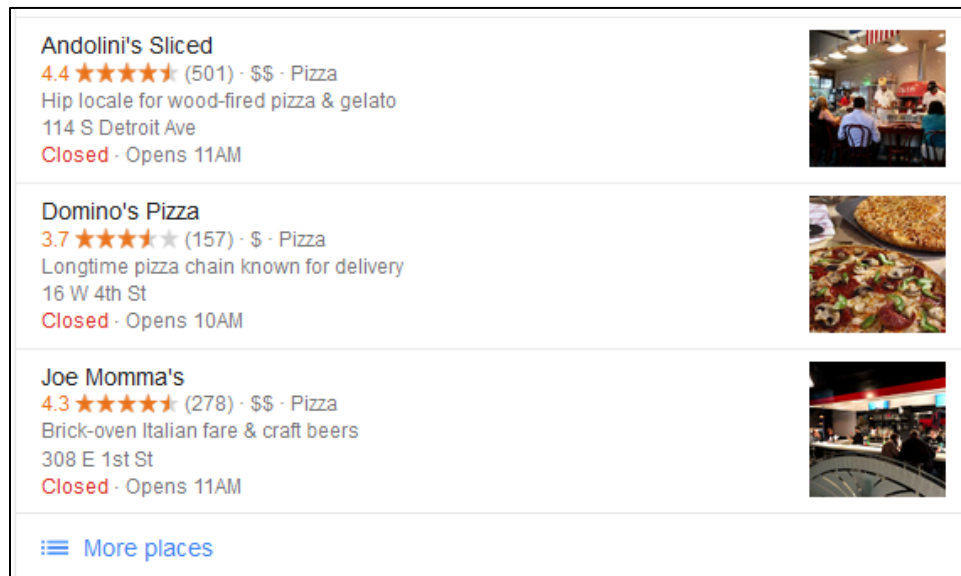 Andolini's Sliced
4.4 ★★★★★ (501) · $$ · Pizza
Hip locale for wood-fired pizza & gelato
114 S Detroit Ave
Closed · Opens 11AM
Domino's Pizza
3.7 ★★★★★ (157) · $ · Pizza
Longtime pizza chain known for delivery
16 W 4th St
Closed · Opens 10AM
Joe Momma's
4.3 ★★★★★ (278) · $$ · Pizza
Brick-oven Italian fare & craft beers
308 E 1st St
Closed · Opens 11AM
More places